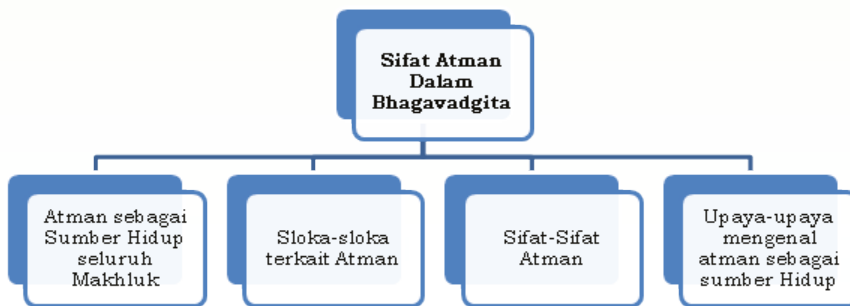 Sifat Atman
Dalam
Bhagavadgita
Atman sebagai
Sumber Hidup
seluruh
Makhluk
Sloka-sloka
terkait Atman
Sifat-Sifat
Atman
Upaya-upaya
mengenal
atman sebagai
sumber Hidup